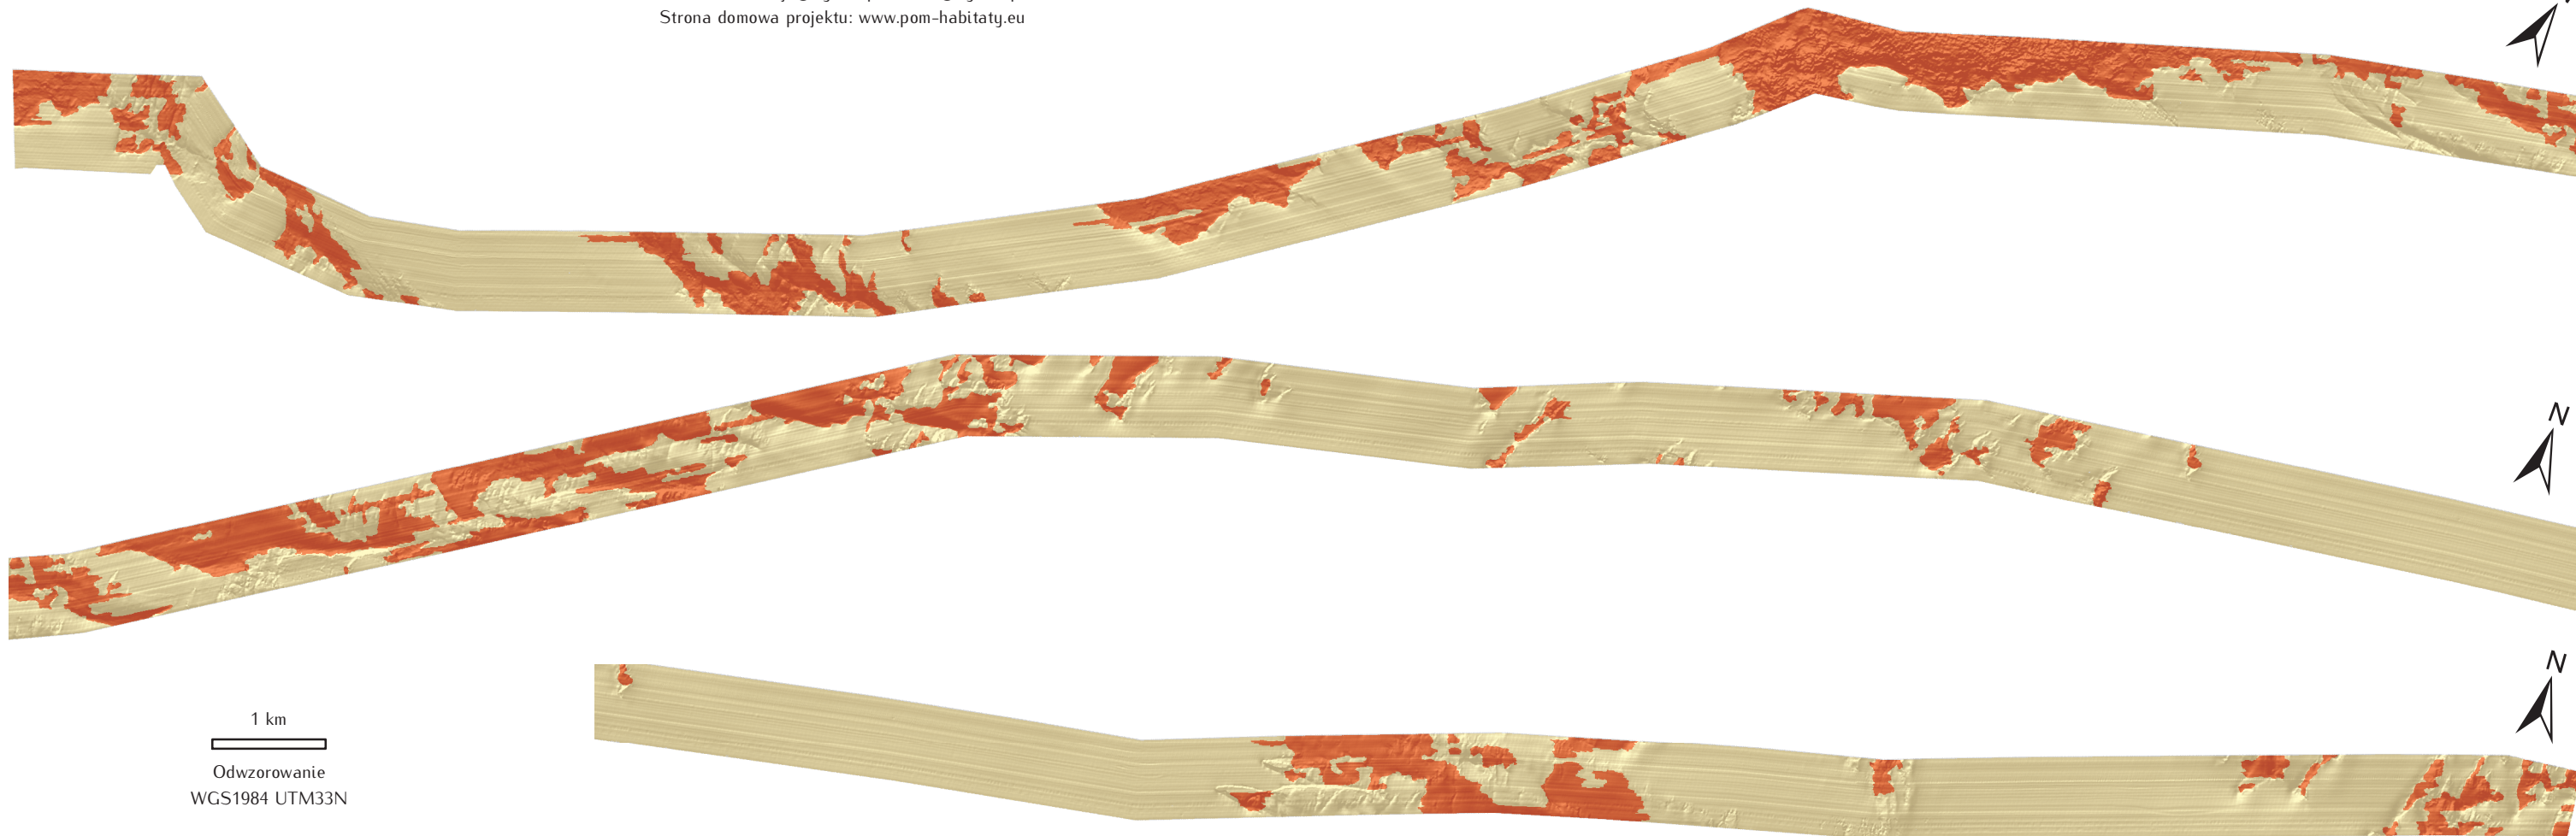 Strona domowa projektu: www.pom-habitaty.eu
N
N
1 km
Odwzorowanie
WGS1984 UTM33N